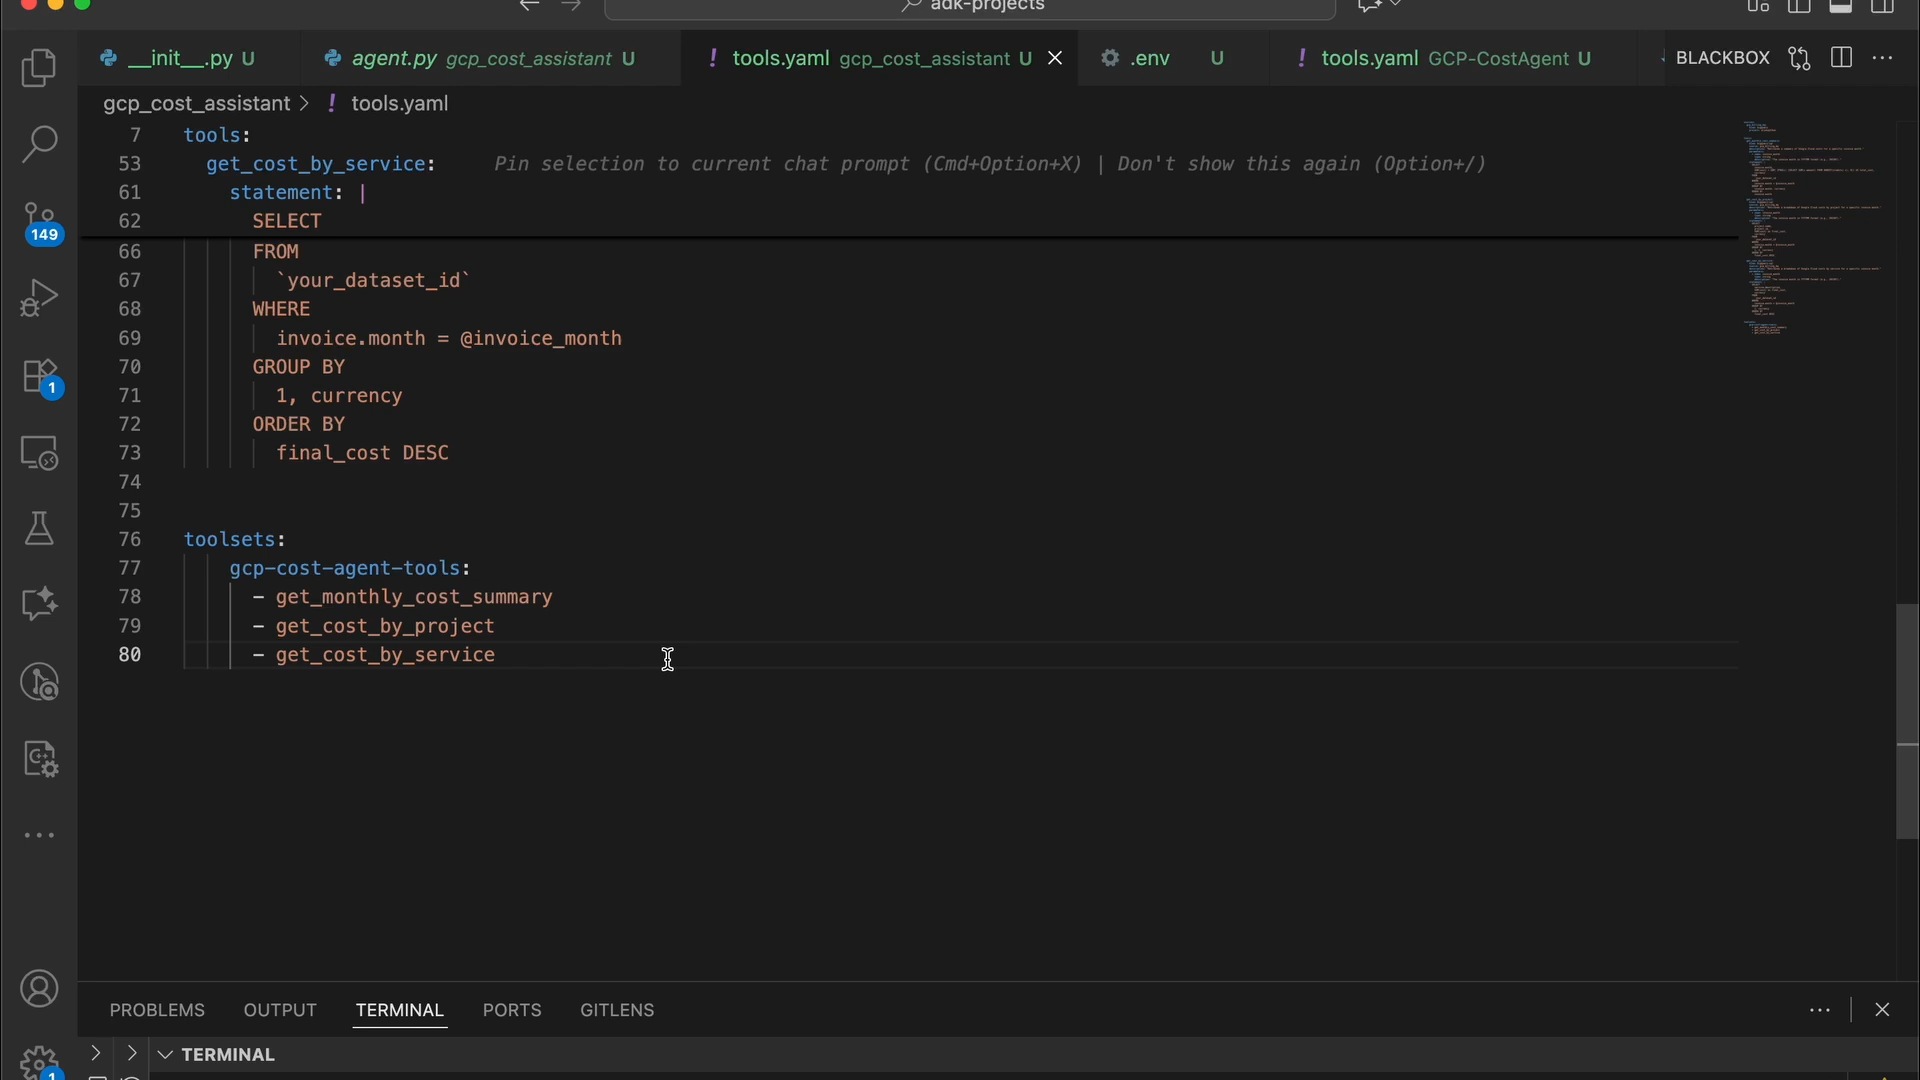 adk-projects
__init__.py U
agent.py gcp_cost_assistant U
! tools.yaml gcp_cost_assistant U
.env U
! tools.yaml GCP-CostAgent U
BLACKBOX
gcp_cost_assistant > ! tools.yaml
7 tools:
53 get_cost_by_service: Pin selection to current chat prompt (Cmd+Option+X) | Don't show this again (Option+/)
61 statement: |
62 SELECT
66 FROM
67 `your_dataset_id`
68 WHERE
69 invoice.month = @invoice_month
70 GROUP BY
71 1, currency
72 ORDER BY
73 final_cost DESC
74
75
76 toolsets:
77 gcp-cost-agent-tools:
78 - get_monthly_cost_summary
79 - get_cost_by_project
80 - get_cost_by_service
149
1
PROBLEMS OUTPUT TERMINAL PORTS GITLENS
TERMINAL
1